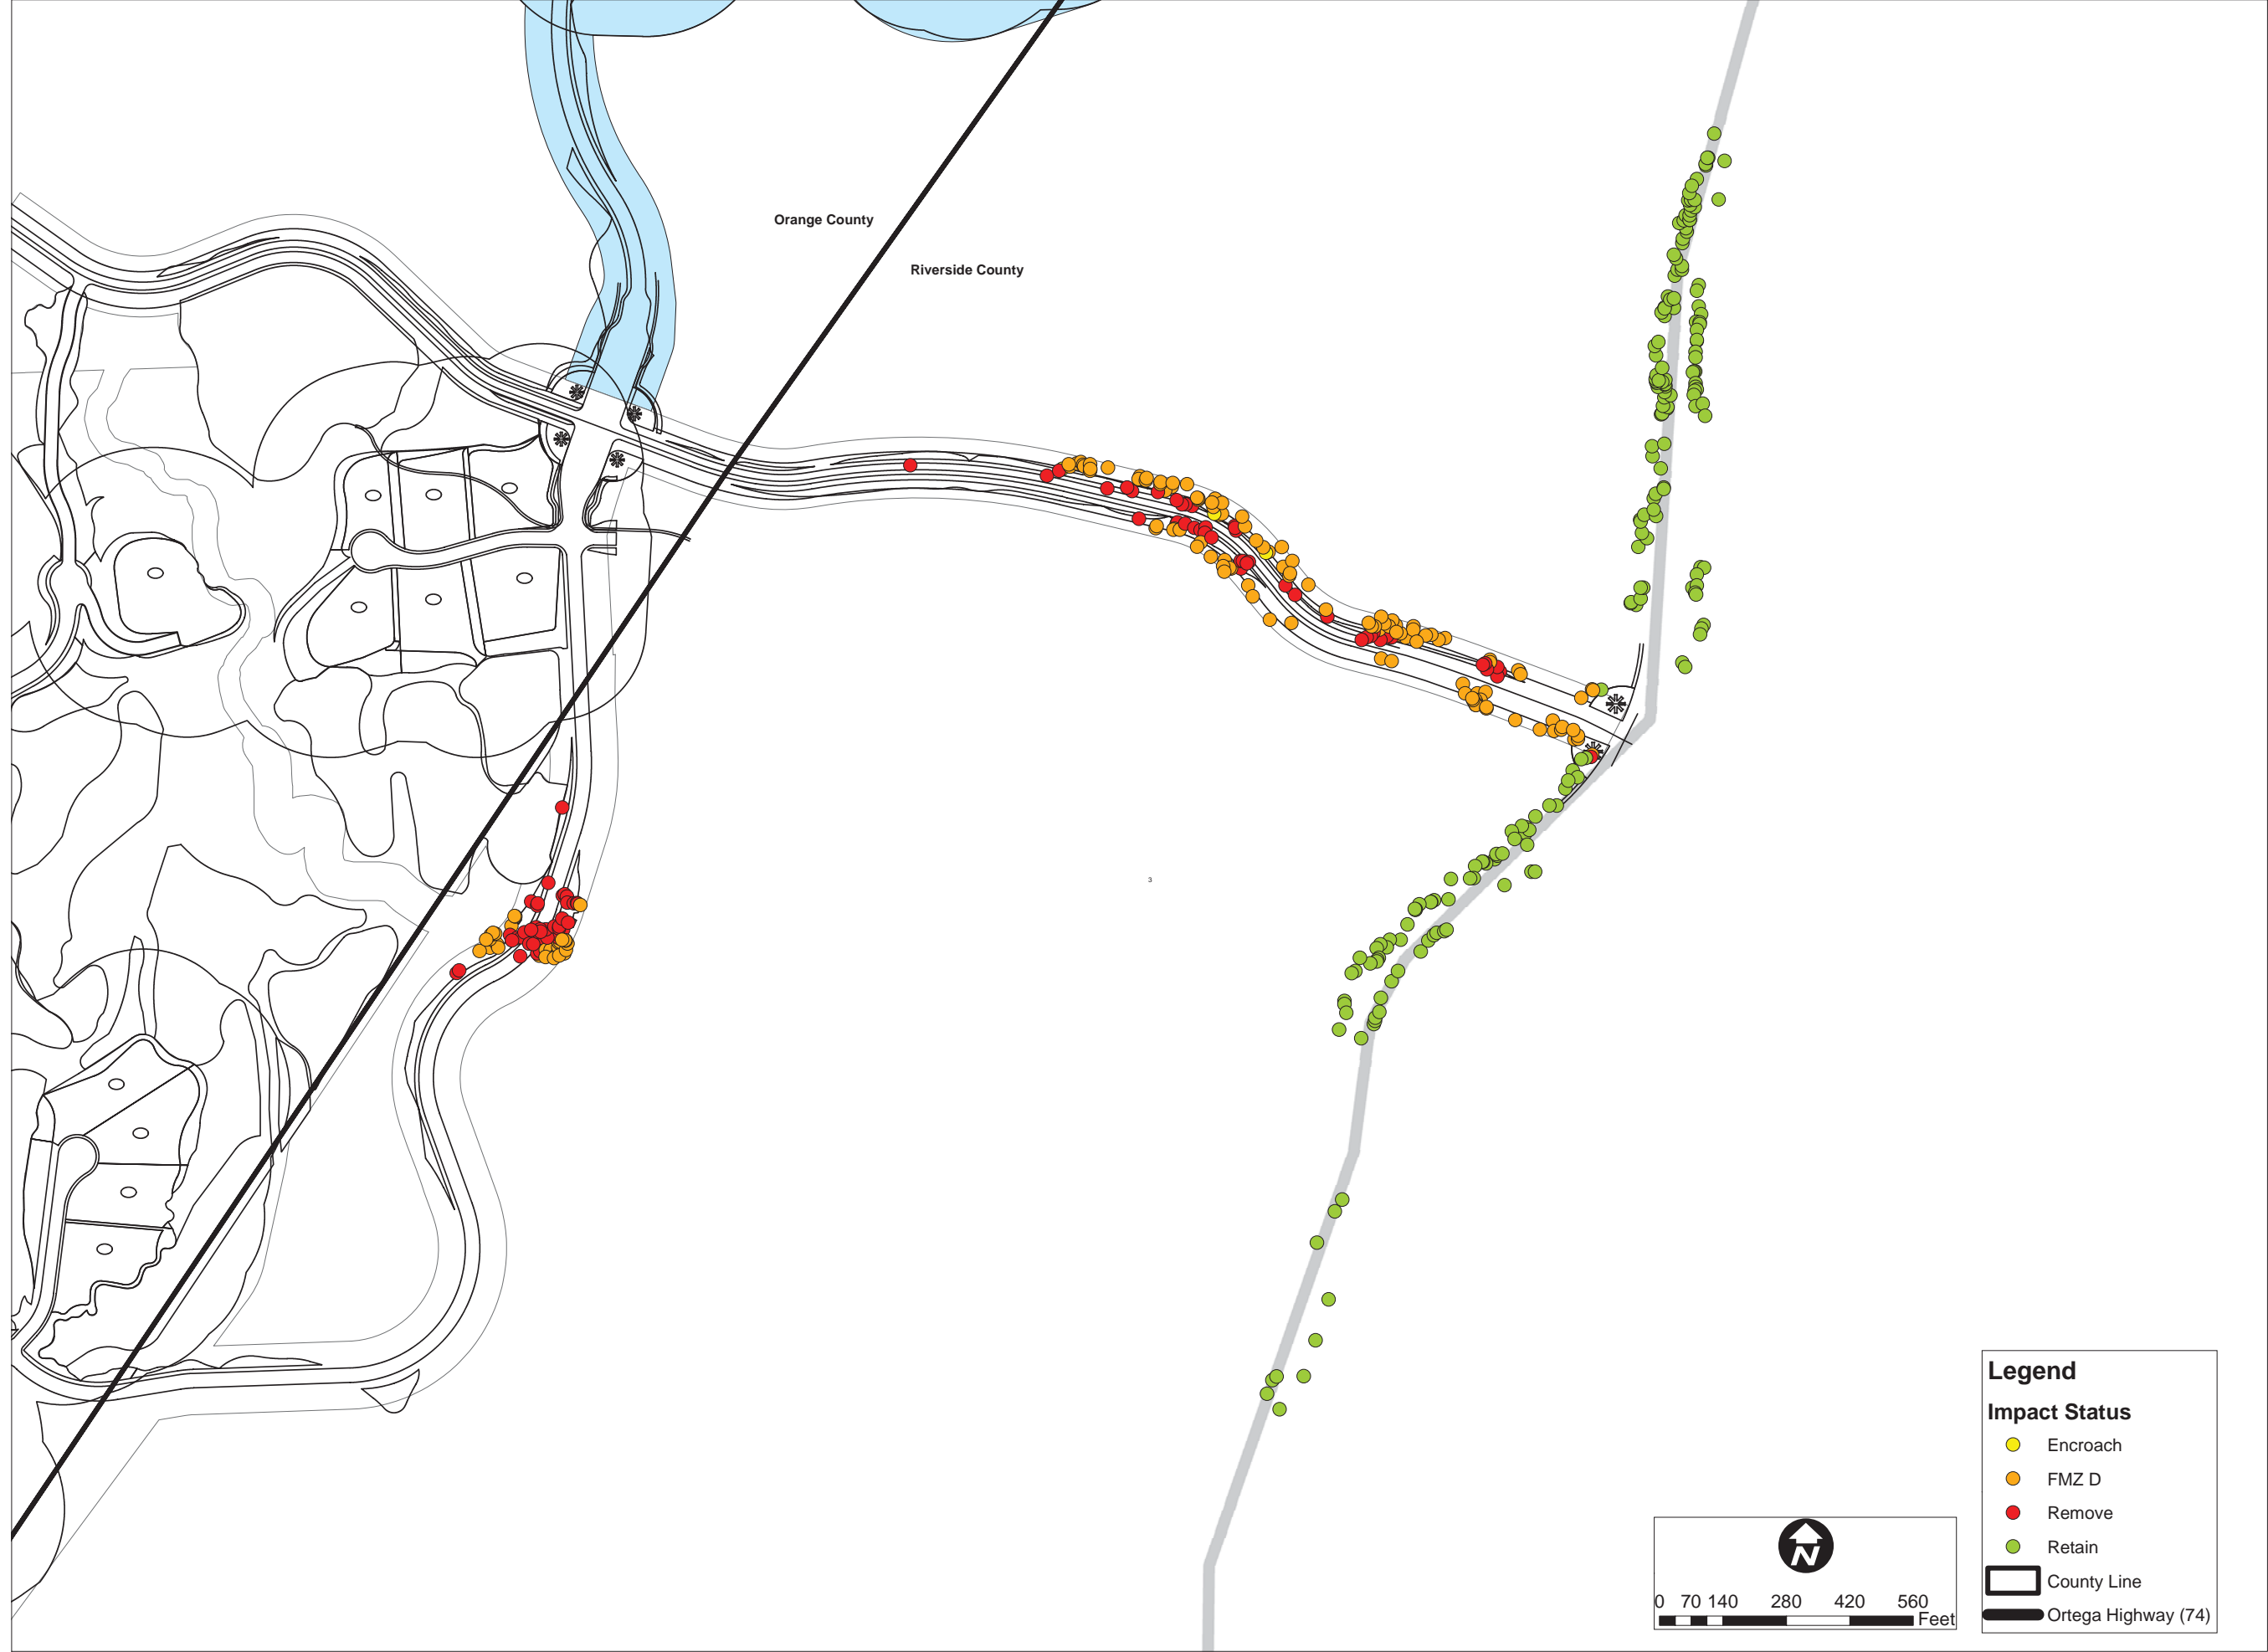 Orange County
Riverside County
3
Legend
Impact Status
Encroach
FMZ D
Remove
Retain
County Line
Ortega Highway (74)
N
0 70 140 280 420 560
Feet